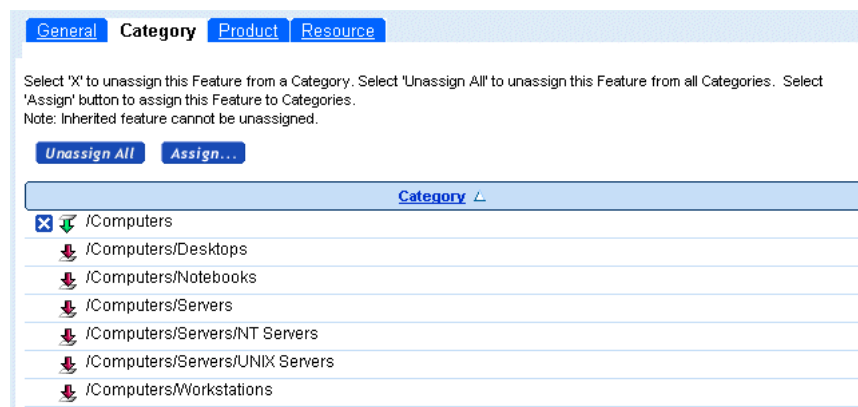 General Category Product Resource
Select 'X' to unassign this Feature from a Category. Select 'Unassign All' to unassign this Feature from all Categories. Select
'Assign' button to assign this Feature to Categories.
Note: Inherited feature cannot be unassigned.
Unassign All Assign...
Category
/Computers
/Computers/Desktops
/Computers/Notebooks
/Computers/Servers
/Computers/Servers/NT Servers
/Computers/Servers/UNIX Servers
/Computers/Workstations